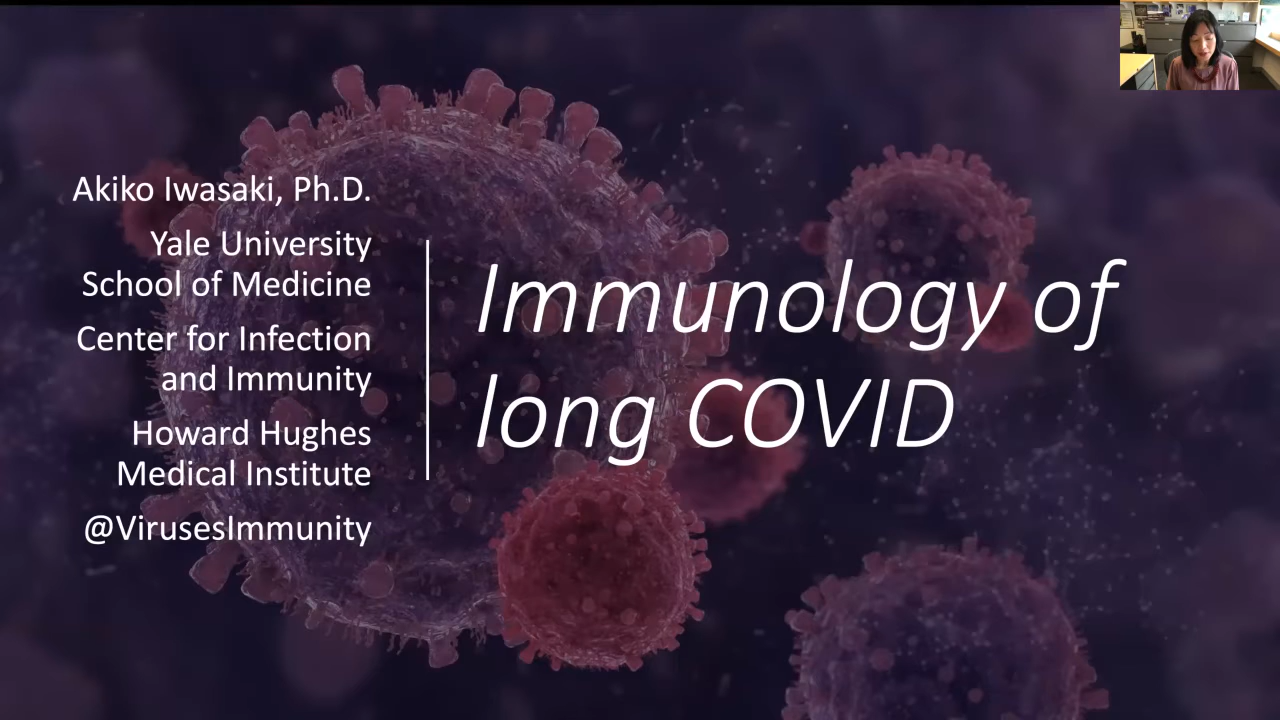 Akiko Iwasaki, Ph.D.
Yale University
School of Medicine
Center for Infection
and Immunity
Howard Hughes
Medical Institute
@VirusesImmunity
Immunology of
long COVID